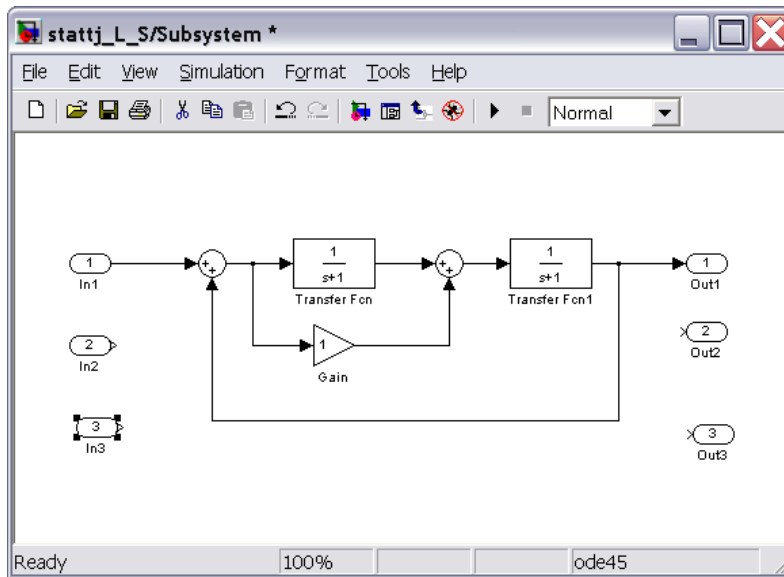 stattj_L_S/Subsystem *
File Edit View Simulation Format Tools Help
Normal
1
In1
+
+
1
s+1
Transfer Fcn
+
+
1
s+1
Transfer Fcn1
1
Out1
2
In2
1
Gain
2
Out2
3
In3
3
Out3
Ready 100% ode45